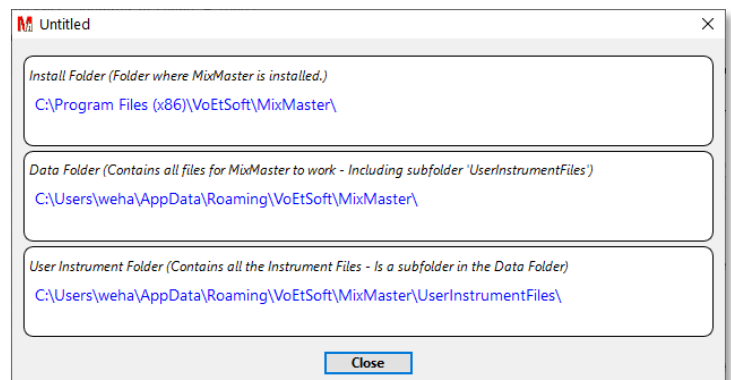 Untitled
Install Folder (Folder where MixMaster is installed.)
C:\Program Files (x86)\VoEtSoft\MixMaster\
Data Folder (Contains all files for MixMaster to work - Including subfolder 'UserInstrumentFiles')
C:\Users\weha\AppData\Roaming\VoEtSoft\MixMaster\
User Instrument Folder (Contains all the Instrument Files - Is a subfolder in the Data Folder)
C:\Users\weha\AppData\Roaming\VoEtSoft\MixMaster\UserInstrumentFiles\
Close